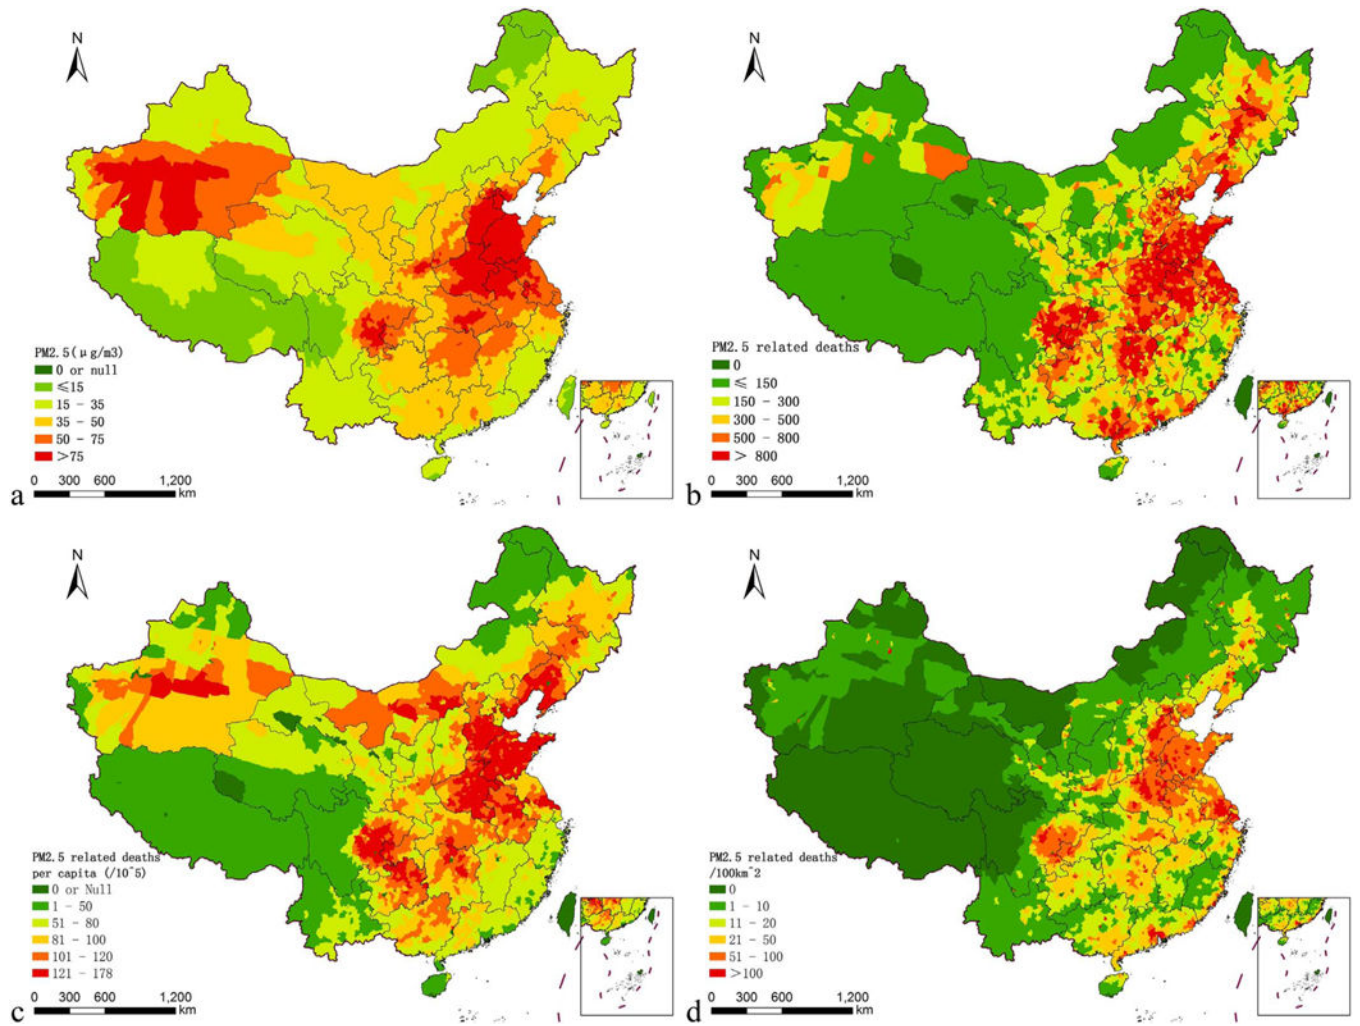 N
PM2.5(μg/m3)
0 or null
≤15
15 - 35
35 - 50
50 - 75
>75
0 300 600 1,200
km
a
N
PM2.5 related deaths
0
≤ 150
150 - 300
300 - 500
500 - 800
> 800
0 300 600 1,200
km
b
N
PM2.5 related deaths
per capita (/10^5)
0 or Null
1 - 50
51 - 80
81 - 100
101 - 120
121 - 178
0 300 600 1,200
km
c
N
PM2.5 related deaths
/100km^2
0
1 - 10
11 - 20
21 - 50
51 - 100
>100
0 300 600 1,200
km
d